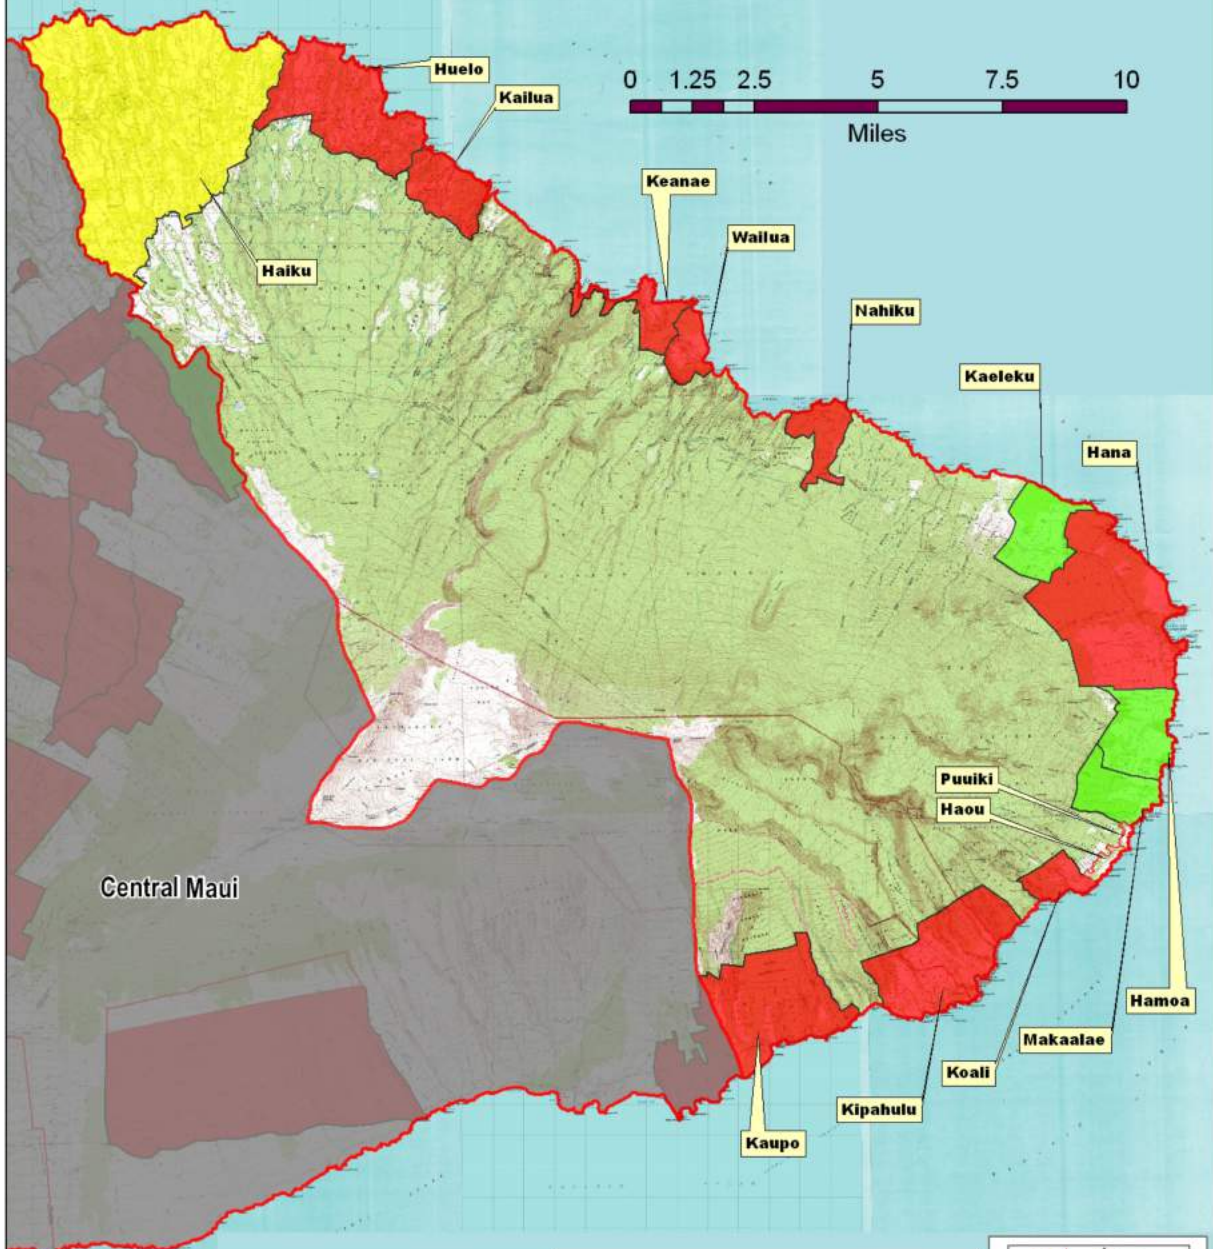 Huelo
Kailua
0 1.25 2.5 5 7.5 10
Miles
Keanae
Wailua
Haiku
Nahiku
Kaeleku
Hana
Puuiki
Haou
Central Maui
Hamoa
Makaalae
Koali
Kipahulu
Kaupo